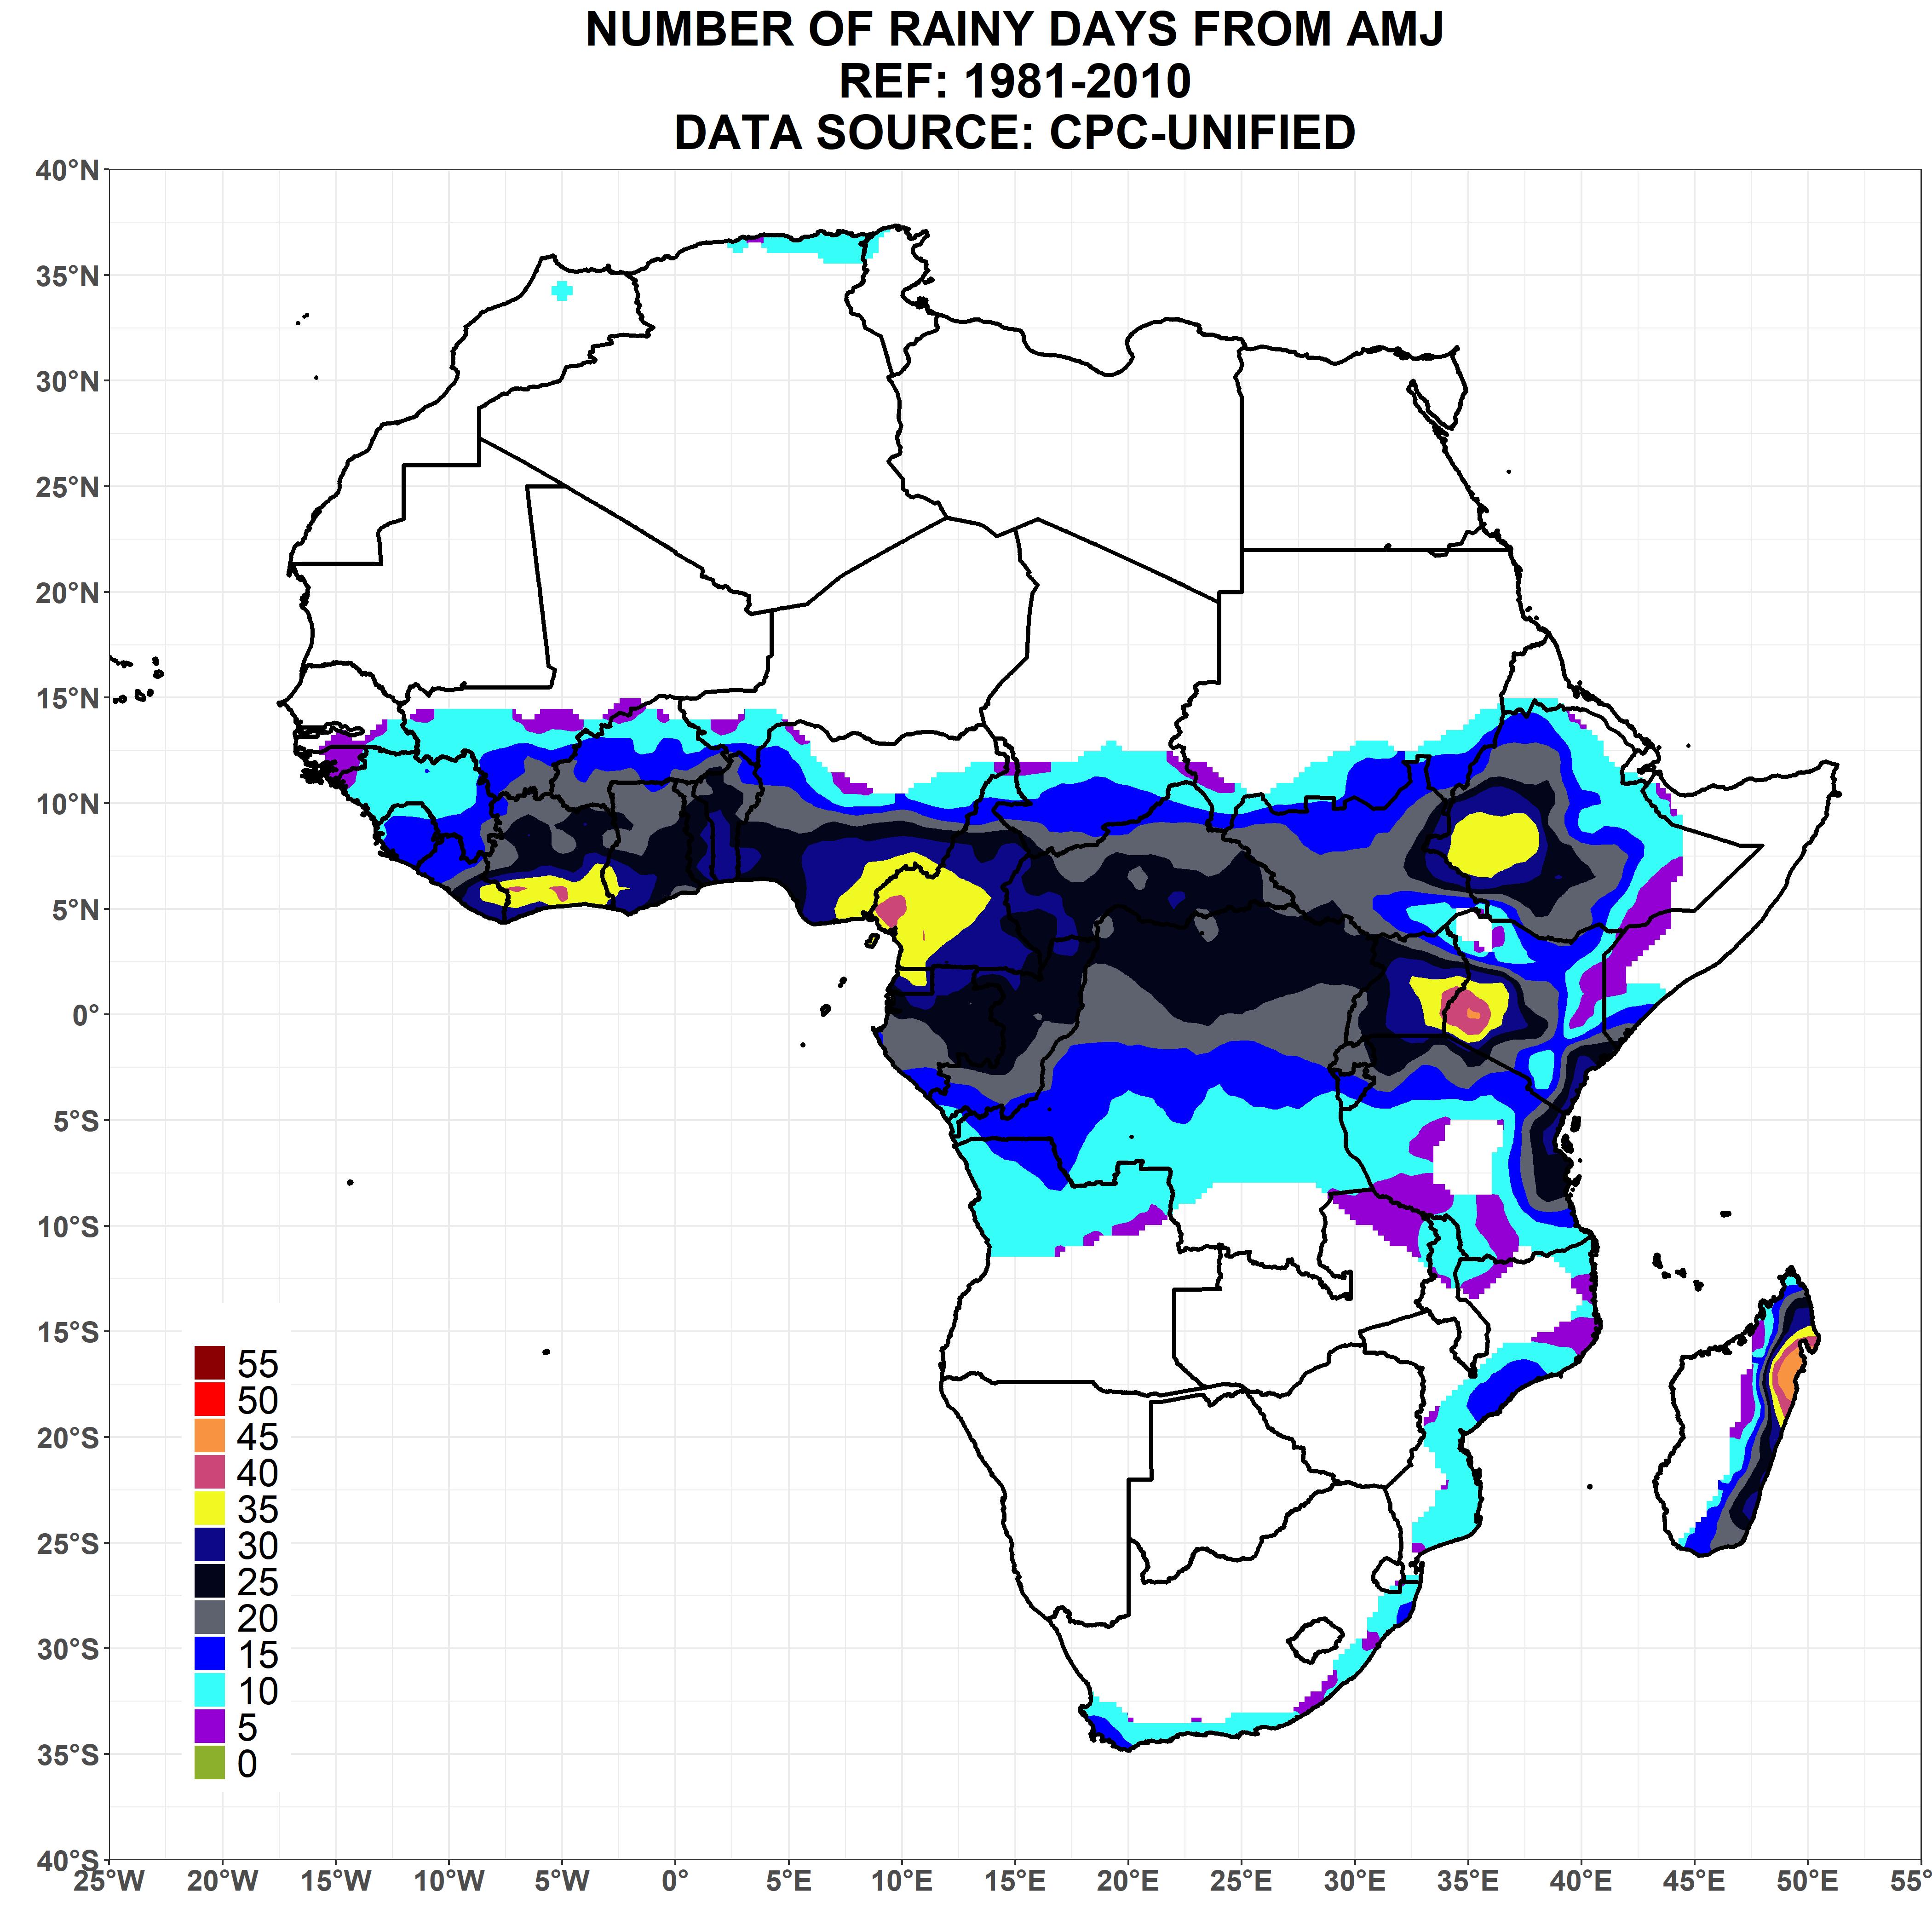 NUMBER OF RAINY DAYS FROM AMJ
REF: 1981-2010
DATA SOURCE: CPC-UNIFIED
40°N
35°N
30°N
25°N
20°N
15°N
10°N
5°N
0°
5°S
10°S
15°S
20°S
25°S
30°S
35°S
40°S
55
50
45
40
35
30
25
20
15
10
5
0
25°W 20°W 15°W 10°W 5°W 0° 5°E 10°E 15°E 20°E 25°E 30°E 35°E 40°E 45°E 50°E 55°